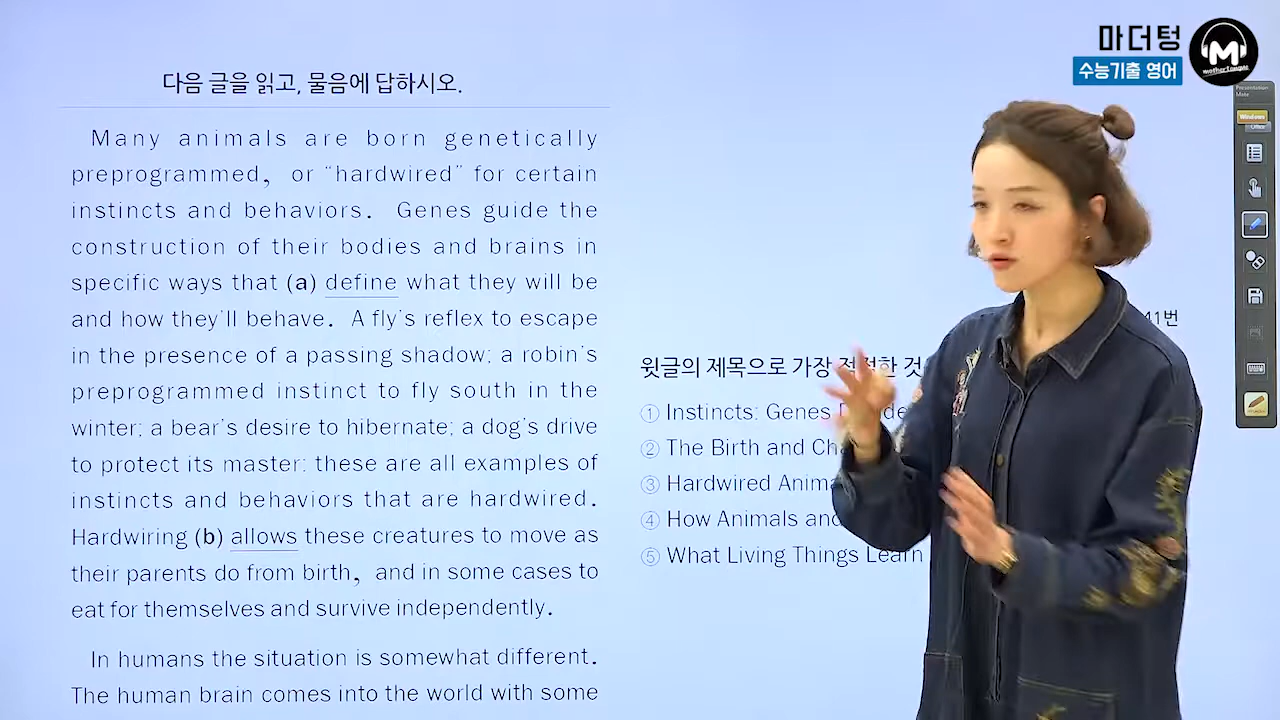 마더텅
수능기출 영어
M
mother tongue
다음 글을 읽고, 물음에 답하시오.
Many animals are born genetically
preprogrammed, or “hardwired” for certain
instincts and behaviors. Genes guide the
construction of their bodies and brains in
specific ways that (a) define what they will be
and how they'll behave. A fly's reflex to escape
in the presence of a passing shadow; a robin's
preprogrammed instinct to fly south in the
winter; a bear's desire to hibernate; a dog's drive
to protect its master: these are all examples of
instincts and behaviors that are hardwired.
Hardwiring (b) allows these creatures to move as
their parents do from birth, and in some cases to
eat for themselves and survive independently.
In humans the situation is somewhat different.
The human brain comes into the world with some
41번
윗글의 제목으로 가장 적절한 것
① Instincts: Genes
② The Birth and
③ Hardwired
④ How Animals and
⑤ What Living Things Learn
Windows
Office